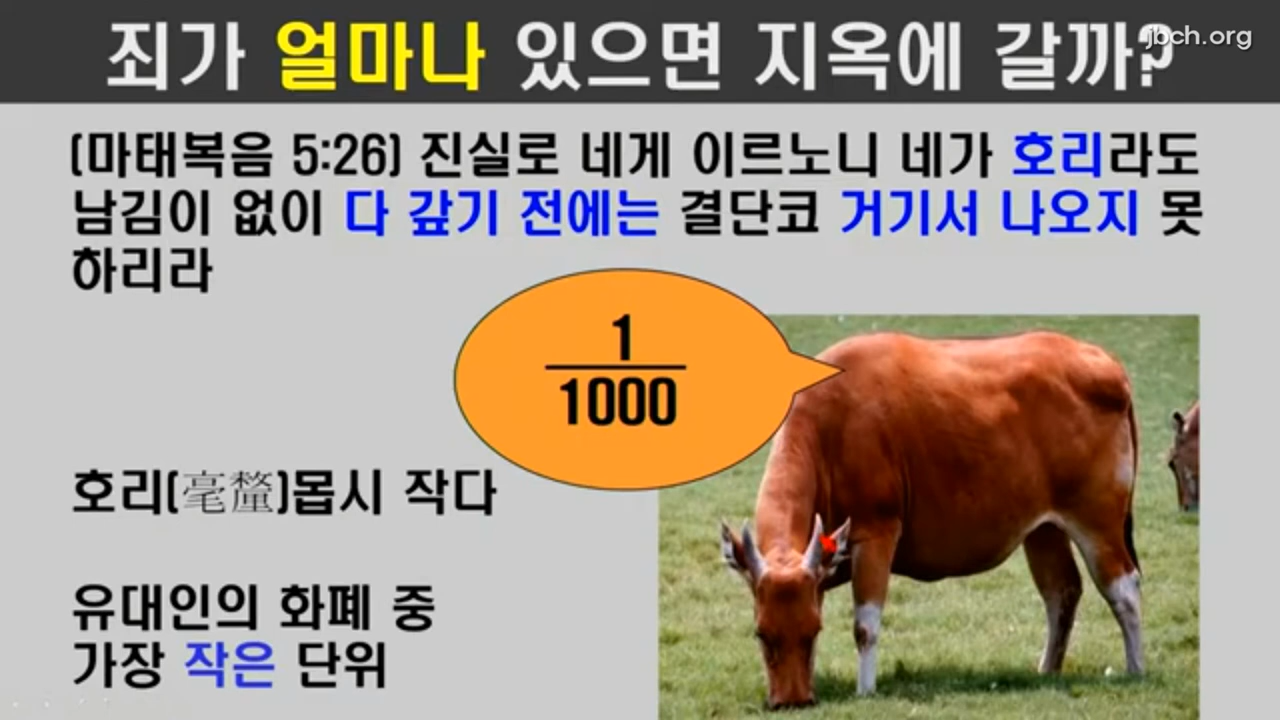 죄가 얼마나 있으면 지옥에 갈까?
jbch.org
(마태복음 5:26) 진실로 네게 이르노니 네가 호리라도
남김이 없이 다 갚기 전에는 결단코 거기서 나오지 못
하리라
1
1000
호리(毫釐)몹시 작다
유대인의 화폐 중
가장 작은 단위